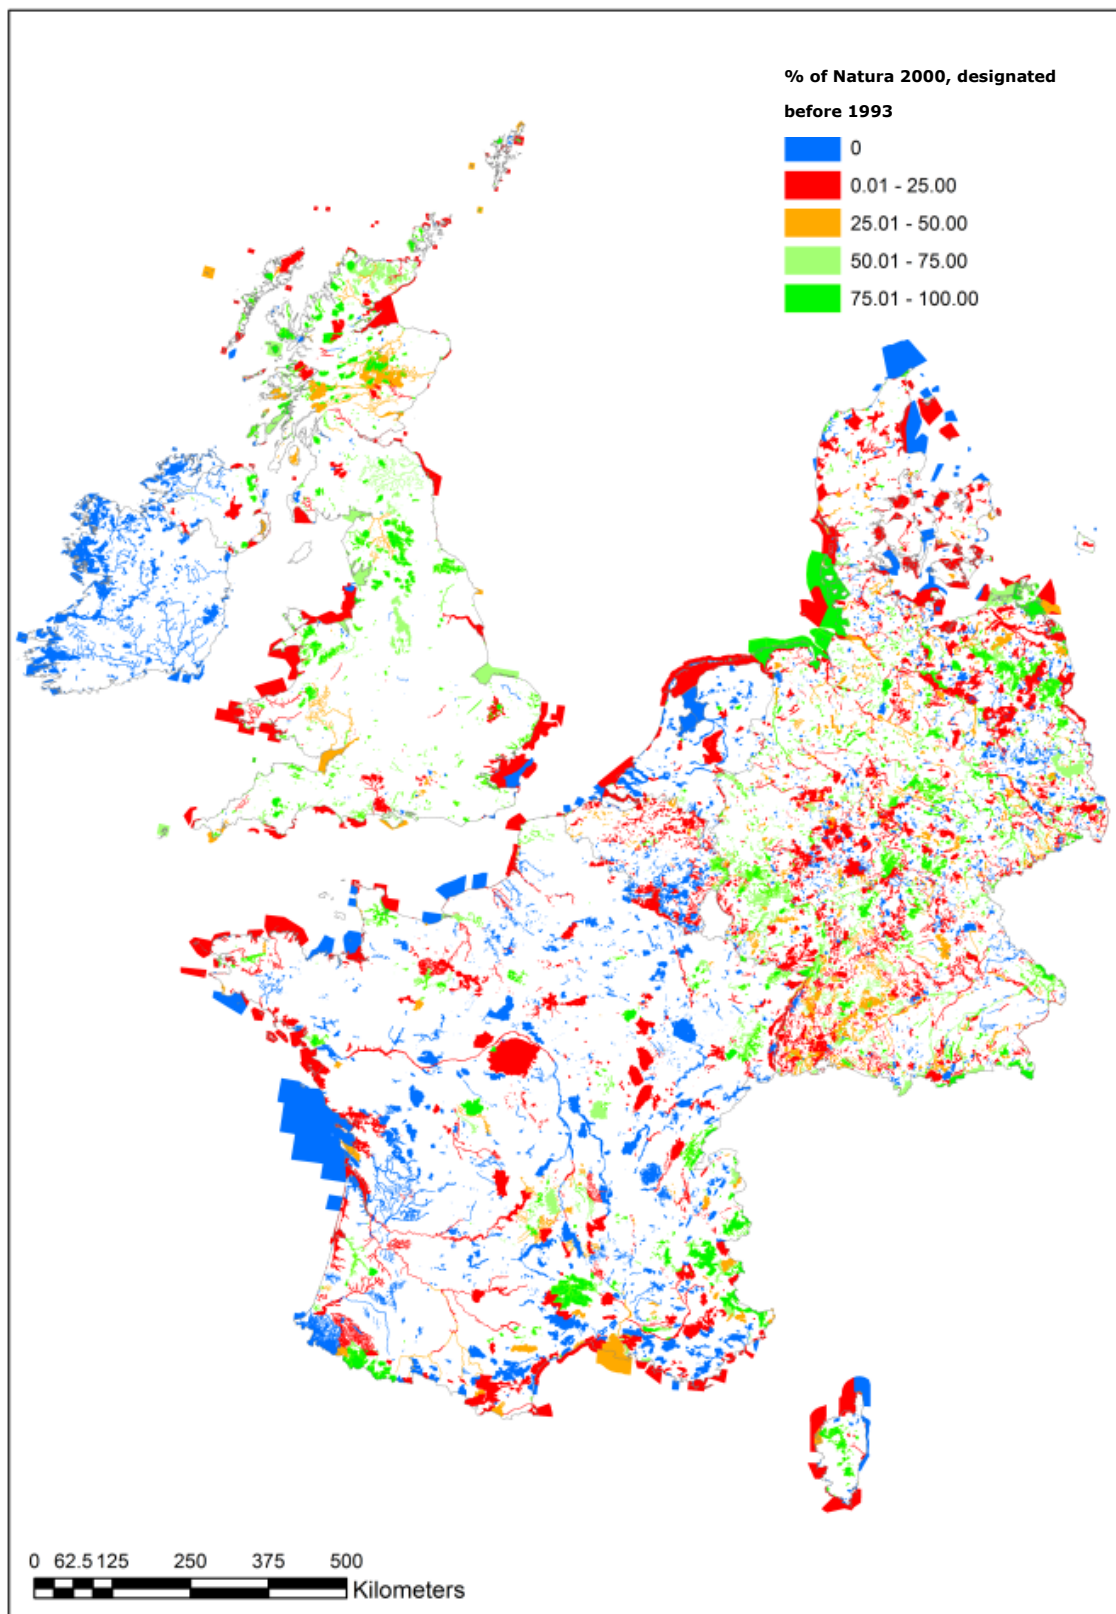 % of Natura 2000, designated
before 1993
0
0.01 - 25.00
25.01 - 50.00
50.01 - 75.00
75.01 - 100.00
0 62.5 125 250 375 500
Kilometers